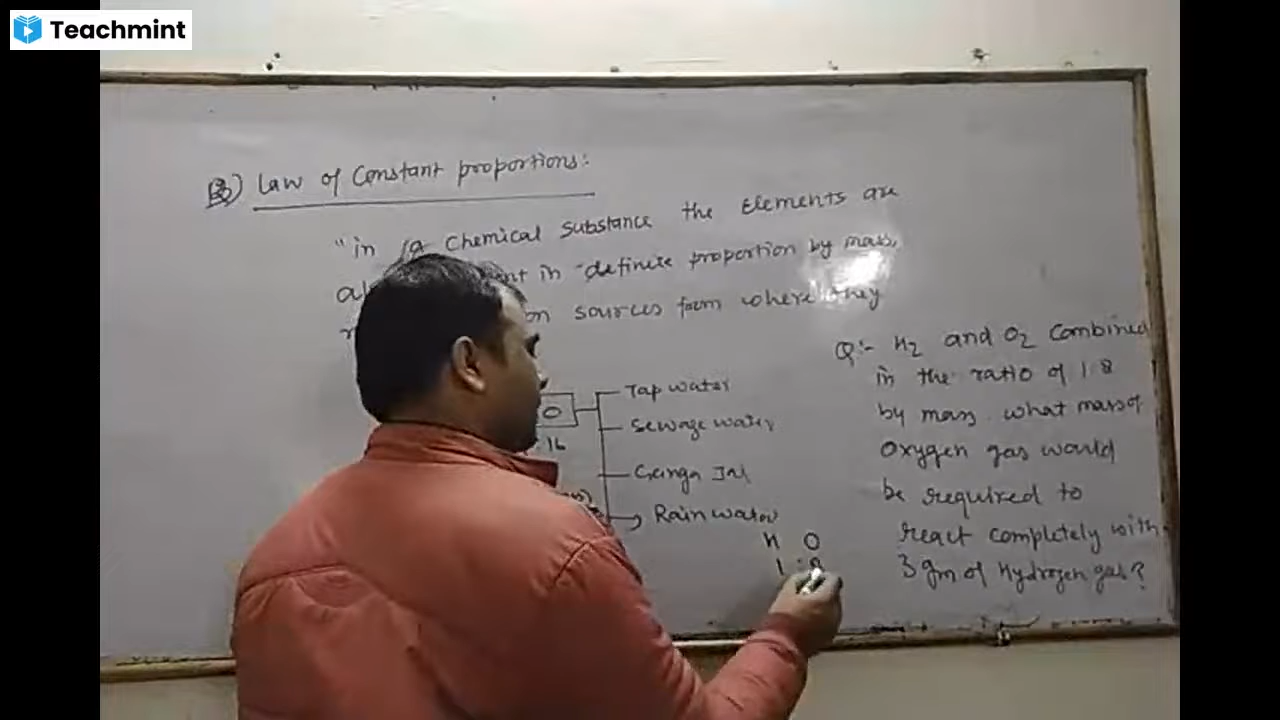 Teachmint
B) Law of Constant proportions:
"in a Chemical substance the Elements are
in definite proportion by mass,
sources from where they
O
Tap water
Sewage water
: 16
Ganga Jal
Rain water
H O
1 : 8
Q:- H2 and O2 Combined
in the ratio of 1:8
by mass. what mass of
Oxygen gas would
be required to
react completely with
3 gm of Hydrogen gas?